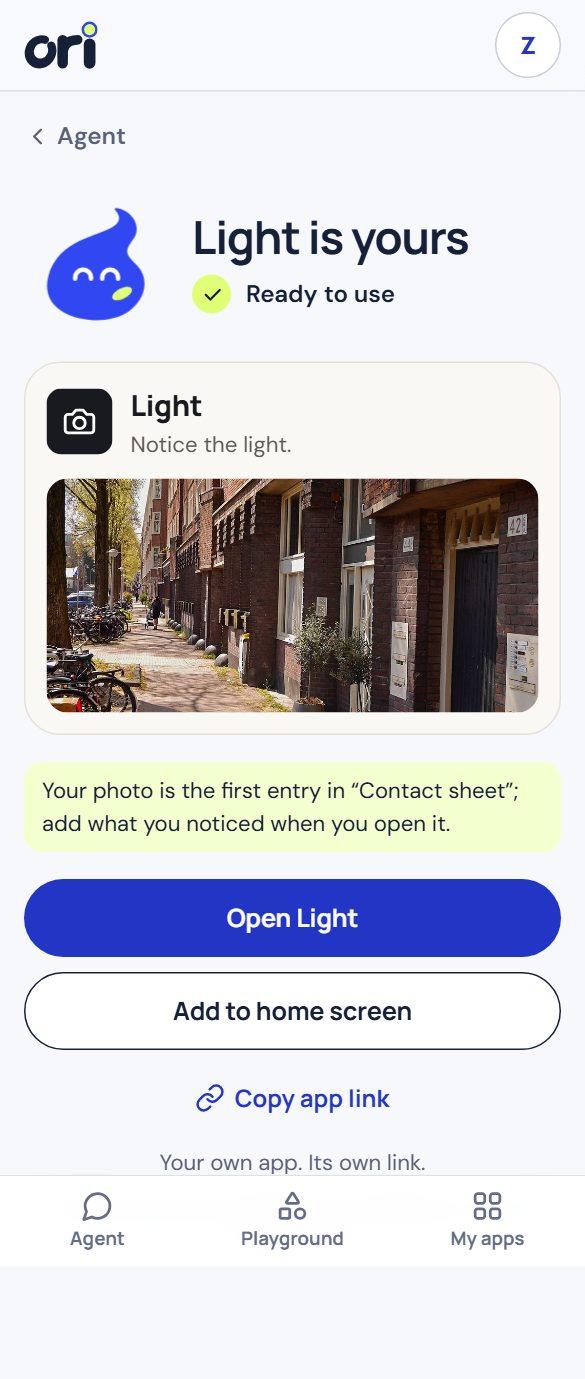 ori
Z
Agent
Light is yours
Ready to use
Light
Notice the light.
42
Your photo is the first entry in “Contact sheet”;
add what you noticed when you open it.
Open Light
Add to home screen
Copy app link
Your own app. Its own link.
Agent
Playground
My apps